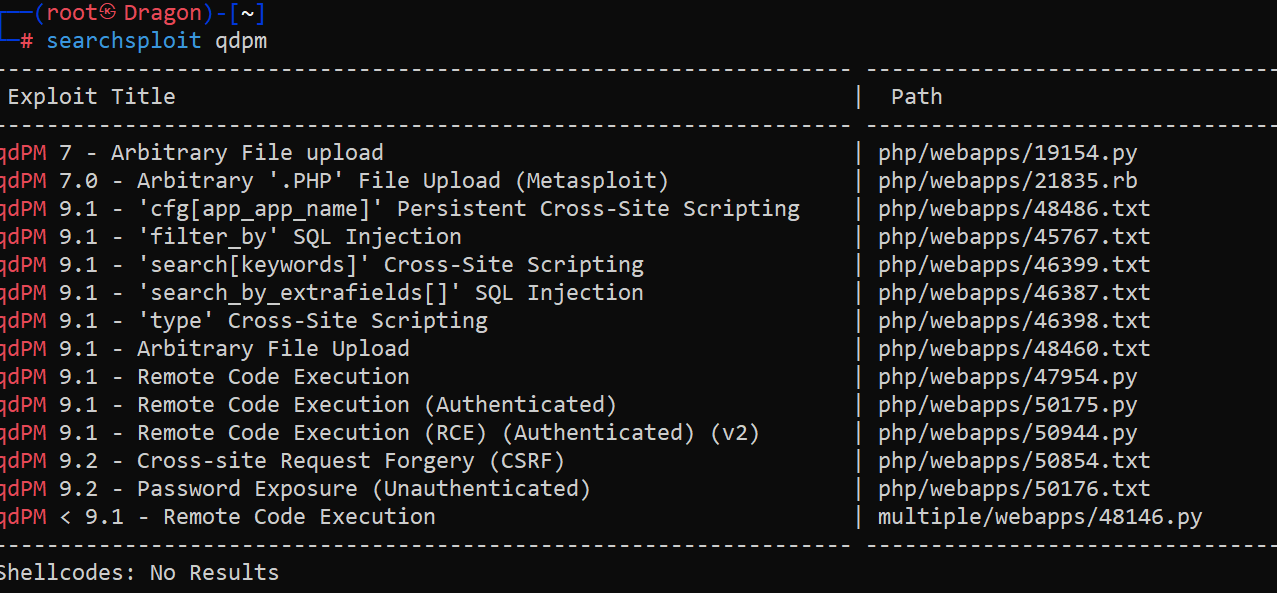 (root㉿Dragon)-[~]
# searchsploit qdpm
Exploit Title | Path
qdPM 7 - Arbitrary File upload | php/webapps/19154.py
qdPM 7.0 - Arbitrary '.PHP' File Upload (Metasploit) | php/webapps/21835.rb
qdPM 9.1 - 'cfg[app_app_name]' Persistent Cross-Site Scripting | php/webapps/48486.txt
qdPM 9.1 - 'filter_by' SQL Injection | php/webapps/45767.txt
qdPM 9.1 - 'search[keywords]' Cross-Site Scripting | php/webapps/46399.txt
qdPM 9.1 - 'search_by_extrafields[]' SQL Injection | php/webapps/46387.txt
qdPM 9.1 - 'type' Cross-Site Scripting | php/webapps/46398.txt
qdPM 9.1 - Arbitrary File Upload | php/webapps/48460.txt
qdPM 9.1 - Remote Code Execution | php/webapps/47954.py
qdPM 9.1 - Remote Code Execution (Authenticated) | php/webapps/50175.py
qdPM 9.1 - Remote Code Execution (RCE) (Authenticated) (v2) | php/webapps/50944.py
qdPM 9.2 - Cross-site Request Forgery (CSRF) | php/webapps/50854.txt
qdPM 9.2 - Password Exposure (Unauthenticated) | php/webapps/50176.txt
qdPM < 9.1 - Remote Code Execution | multiple/webapps/48146.py
Shellcodes: No Results